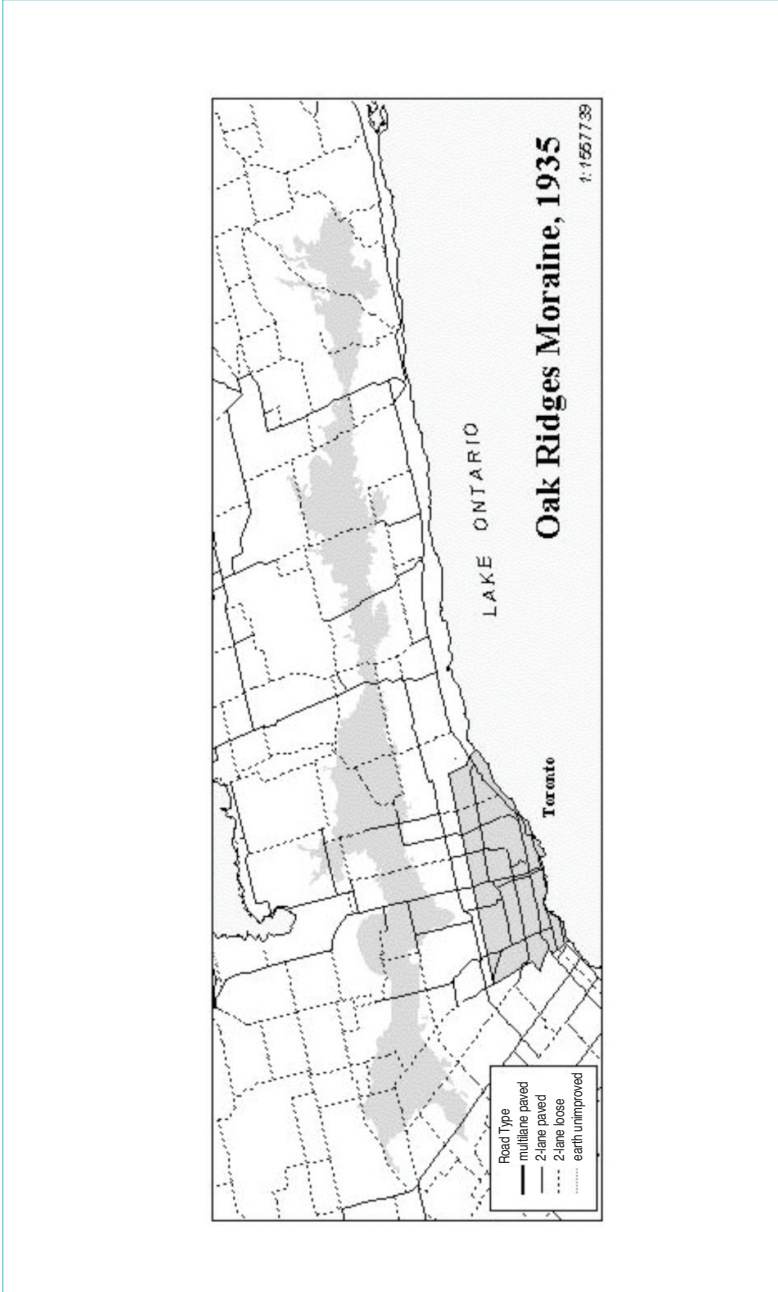 Oak Ridges Moraine, 1935
1:1557739
LAKE ONTARIO
Toronto
Road Type
multilane paved
2-lane paved
2-lane loose
earth unimproved